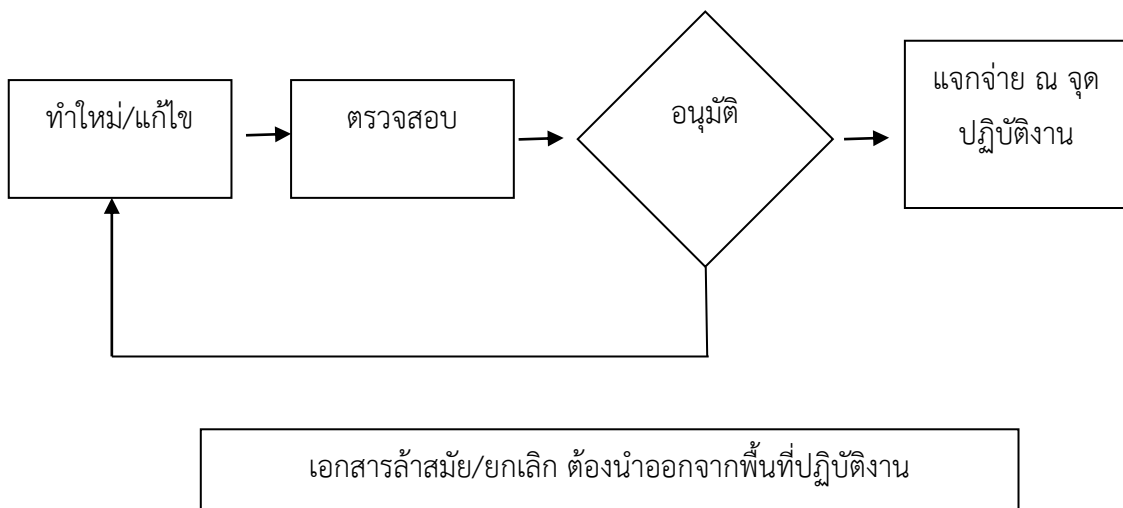 ทำใหม่/แก้ไข
ตรวจสอบ
อนุมัติ
แจกจ่าย ณ จุด
ปฏิบัติงาน
เอกสารล้าสมัย/ยกเลิก ต้องนำออกจากพื้นที่ปฏิบัติงาน